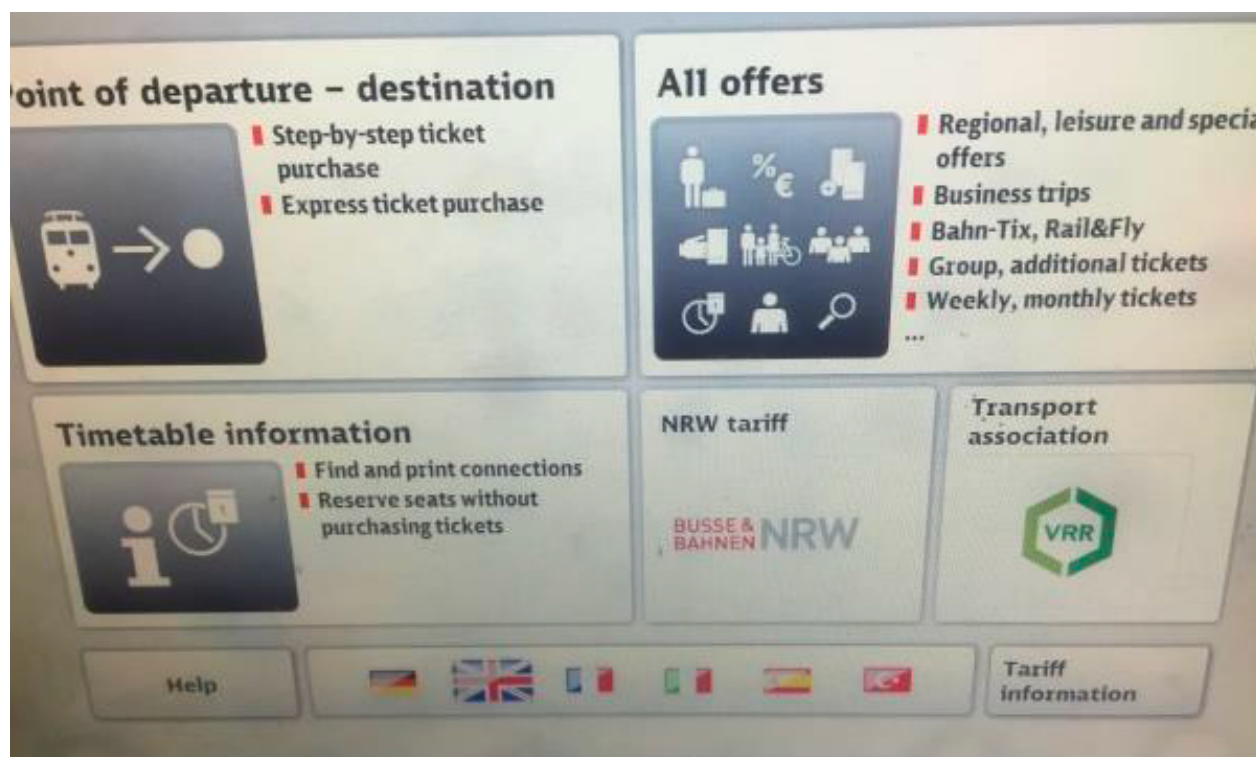 oint of departure – destination
Step-by-step ticket
purchase
Express ticket purchase
All offers
%
€
Regional, leisure and specia
offers
Business trips
Bahn-Tix, Rail&Fly
Group, additional tickets
Weekly, monthly tickets
...
Timetable information
Find and print connections
Reserve seats without
purchasing tickets
NRW tariff
BUSSE &
BAHNEN NRW
Transport
association
VRR
Help
Tariff
information